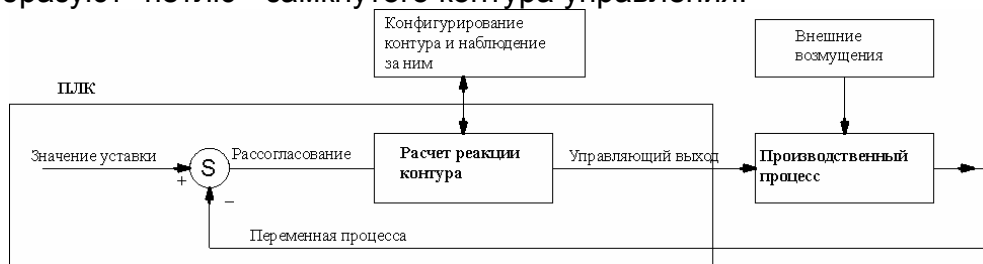 образуют петлю замкнутого контура управления.
Конфигурирование
контура и наблюдение
за ним
Внешние
возмущения
ПЛК
Значение уставки
S
+
–
Рассогласование
Расчет реакции
контура
Управляющий выход
Производственный
процесс
Переменная процесса